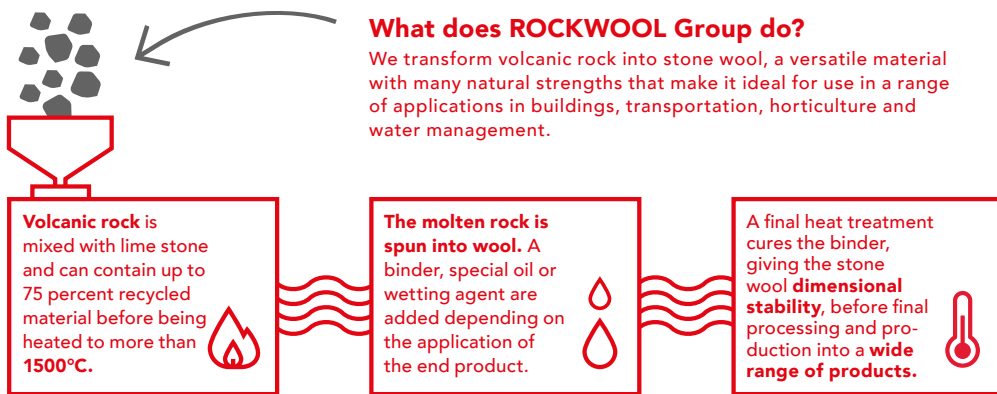 What does ROCKWOOL Group do?
We transform volcanic rock into stone wool, a versatile material
with many natural strengths that make it ideal for use in a range
of applications in buildings, transportation, horticulture and
water management.
Volcanic rock is
mixed with lime stone
and can contain up to
75 percent recycled
material before being
heated to more than
1500°C.
The molten rock is
spun into wool. A
binder, special oil or
wetting agent are
added depending on
the application of
the end product.
A final heat treatment
cures the binder,
giving the stone
wool dimensional
stability, before final
processing and pro-
duction into a wide
range of products.